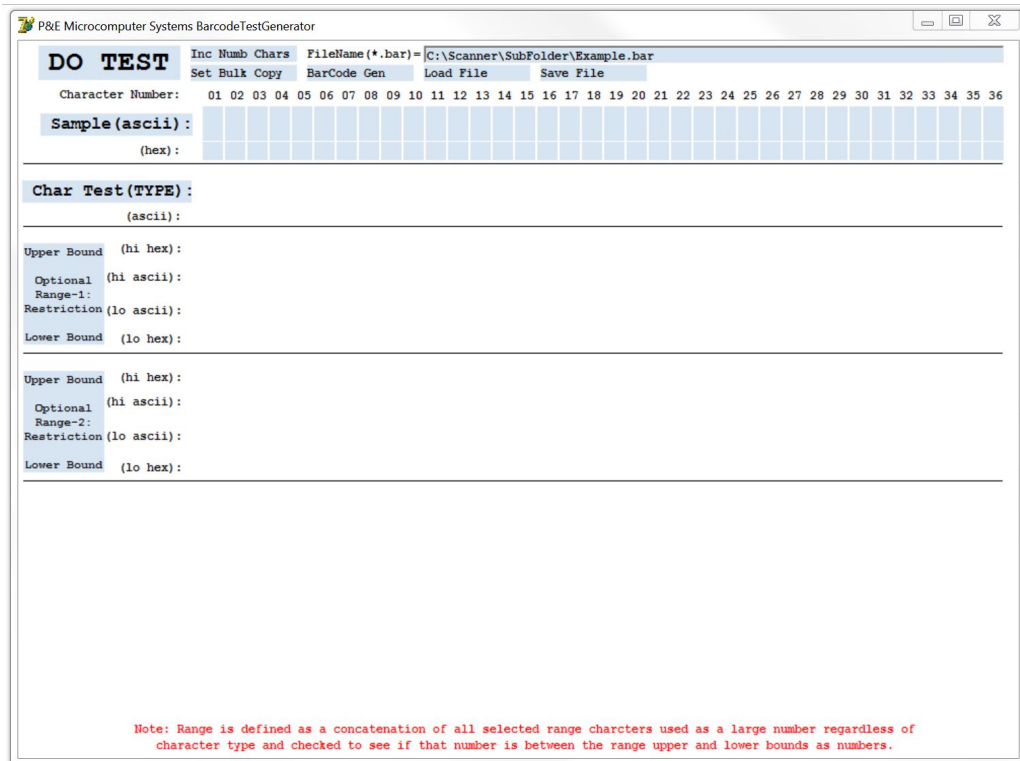 P&E Microcomputer Systems BarcodeTestGenerator
DO TEST
Inc Numb Chars FileName(*.bar)= C:\Scanner\SubFolder\Example.bar
Set Bulk Copy BarCode Gen Load File Save File
Character Number: 01 02 03 04 05 06 07 08 09 10 11 12 13 14 15 16 17 18 19 20 21 22 23 24 25 26 27 28 29 30 31 32 33 34 35 36
Sample(ascii):
(hex):
Char Test(TYPE):
(ascii):
Upper Bound (hi hex):
Optional (hi ascii):
Range-1:
Restriction (lo ascii):
Lower Bound (lo hex):
Upper Bound (hi hex):
Optional (hi ascii):
Range-2:
Restriction (lo ascii):
Lower Bound (lo hex):
Note: Range is defined as a concatenation of all selected range charcters used as a large number regardless of
character type and checked to see if that number is between the range upper and lower bounds as numbers.